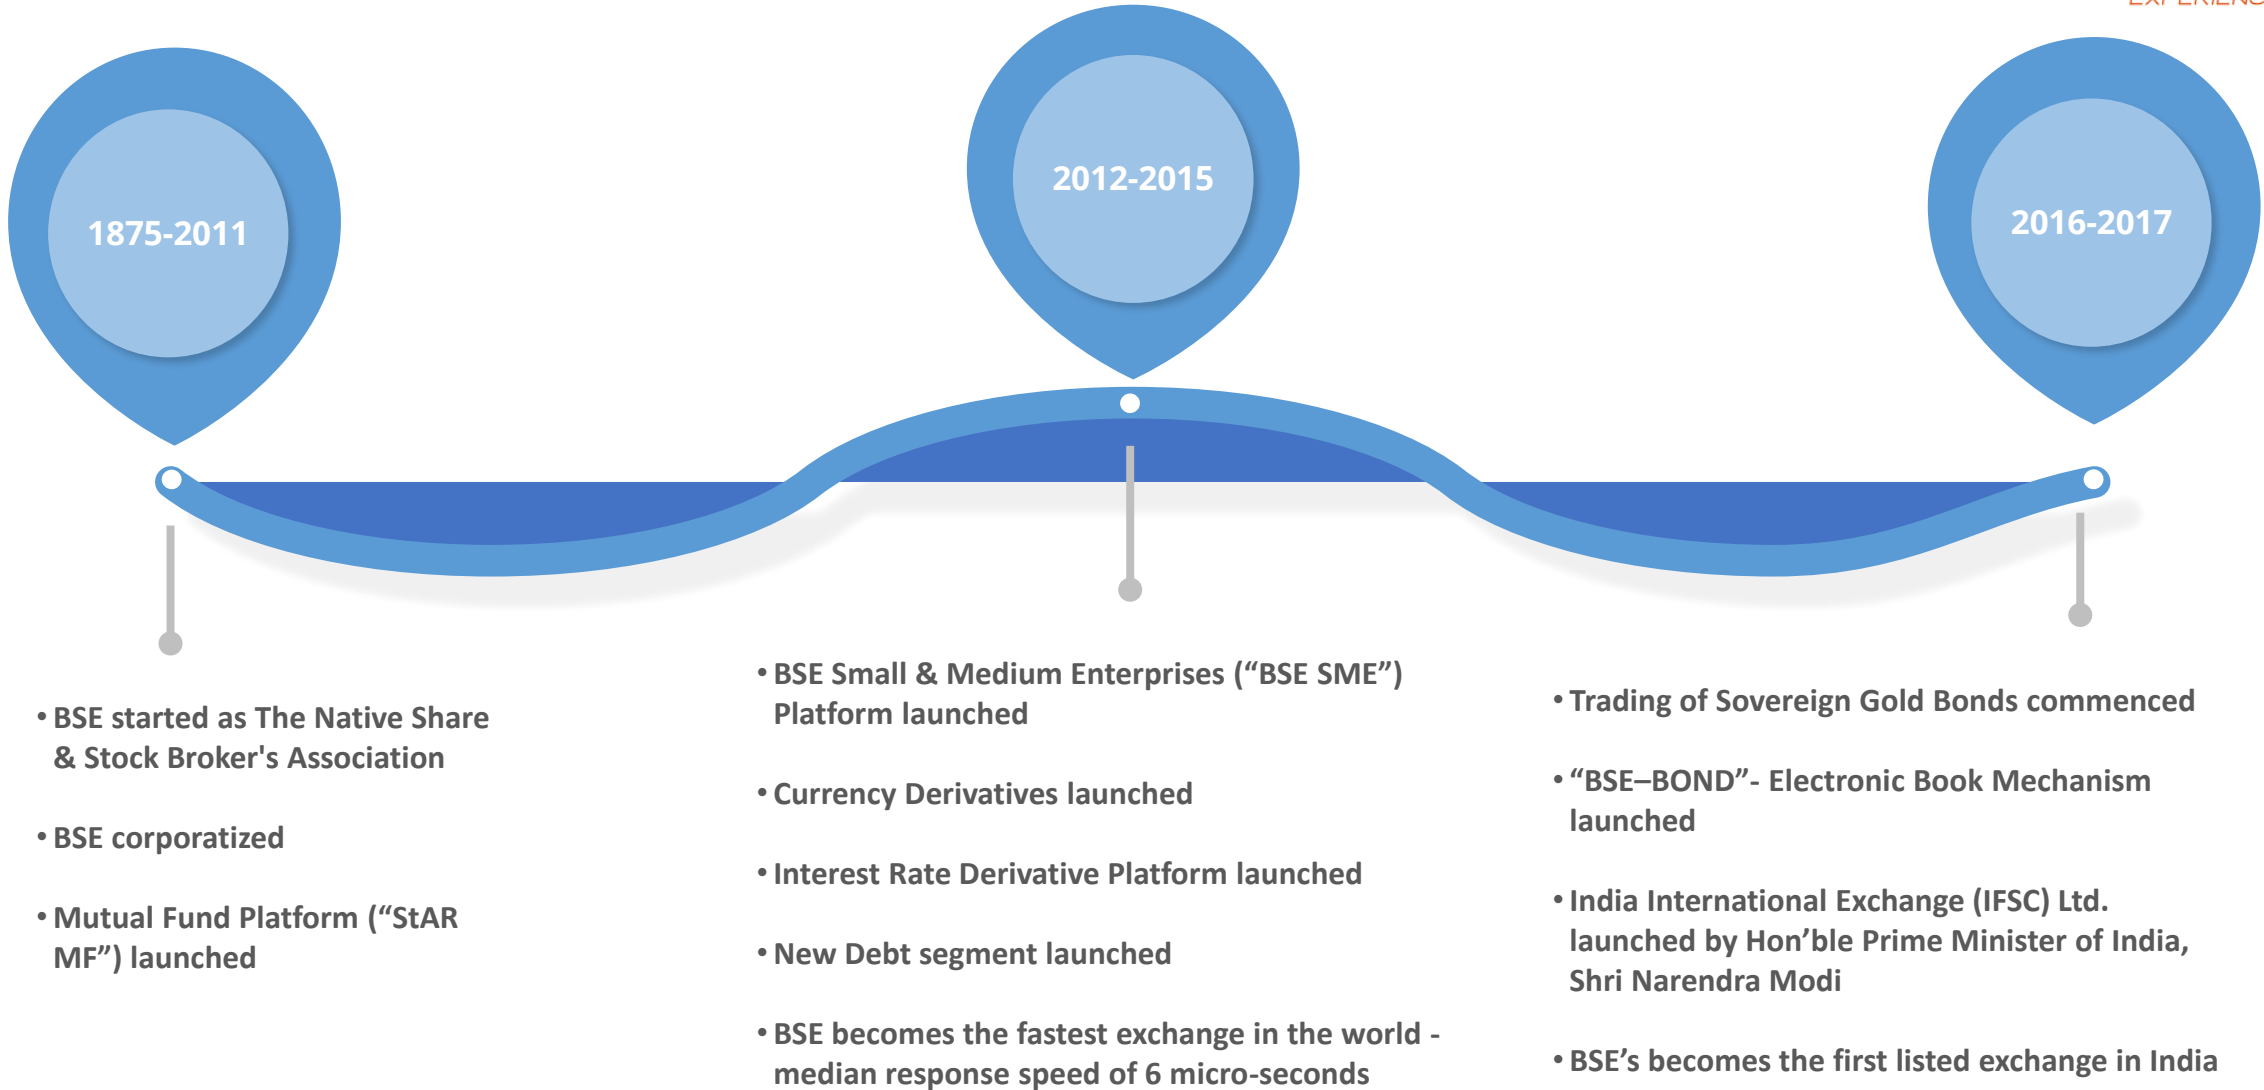 1875-2011
2012-2015
2016-2017
• BSE started as The Native Share
& Stock Broker's Association
• BSE corporatized
• Mutual Fund Platform (“StAR
MF”) launched
• BSE Small & Medium Enterprises (“BSE SME”)
Platform launched
• Currency Derivatives launched
• Interest Rate Derivative Platform launched
• New Debt segment launched
• BSE becomes the fastest exchange in the world -
median response speed of 6 micro-seconds
• Trading of Sovereign Gold Bonds commenced
• “BSE–BOND”- Electronic Book Mechanism
launched
• India International Exchange (IFSC) Ltd.
launched by Hon’ble Prime Minister of India,
Shri Narendra Modi
• BSE’s becomes the first listed exchange in India